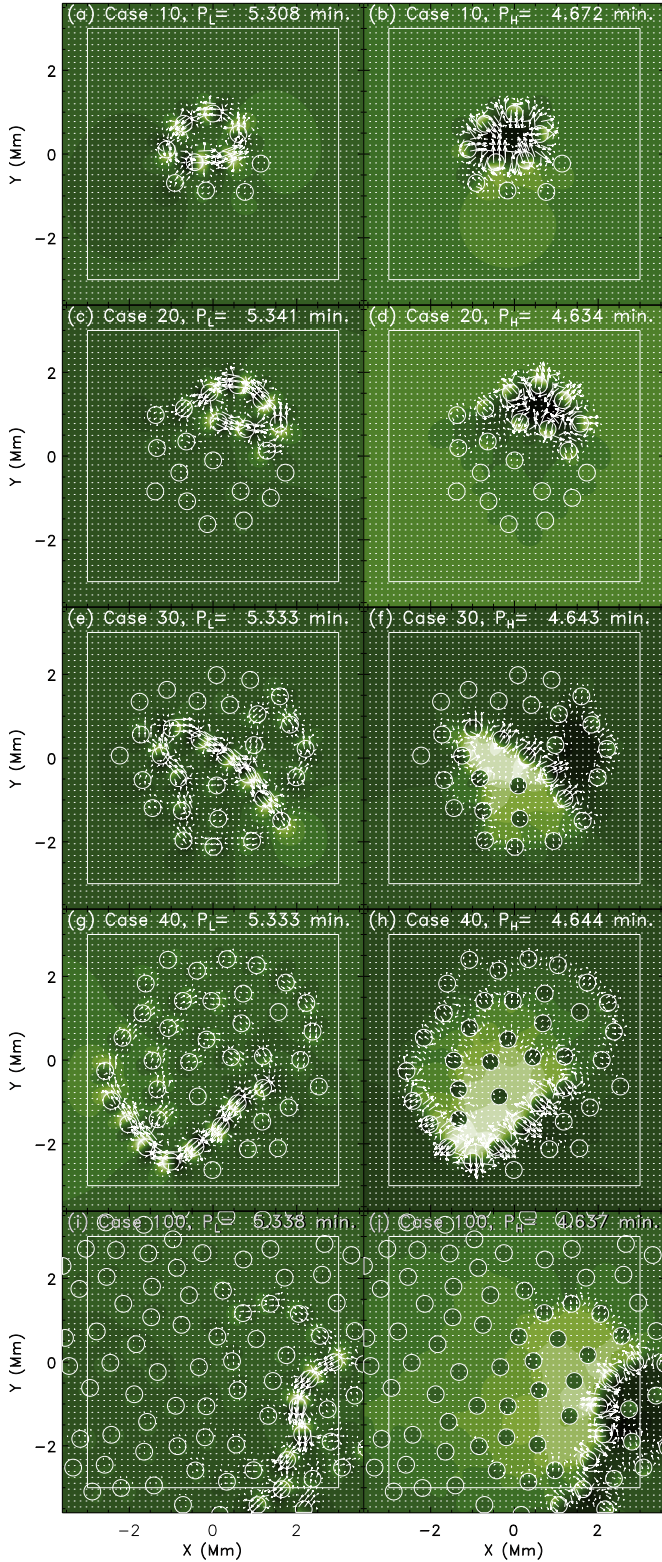 (a) Case 10, P_L= 5.308 min.
(b) Case 10, P_H= 4.672 min.
2
0
−2
Y (Mm)
(c) Case 20, P_L= 5.341 min.
(d) Case 20, P_H= 4.634 min.
2
0
−2
Y (Mm)
(e) Case 30, P_L= 5.333 min.
(f) Case 30, P_H= 4.643 min.
2
0
−2
Y (Mm)
(g) Case 40, P_L= 5.333 min.
(h) Case 40, P_H= 4.644 min.
2
0
−2
Y (Mm)
(i) Case 100, P_L= 5.338 min.
(j) Case 100, P_H= 4.637 min.
2
0
−2
Y (Mm)
−2 0 2
−2 0 2
X (Mm)
X (Mm)